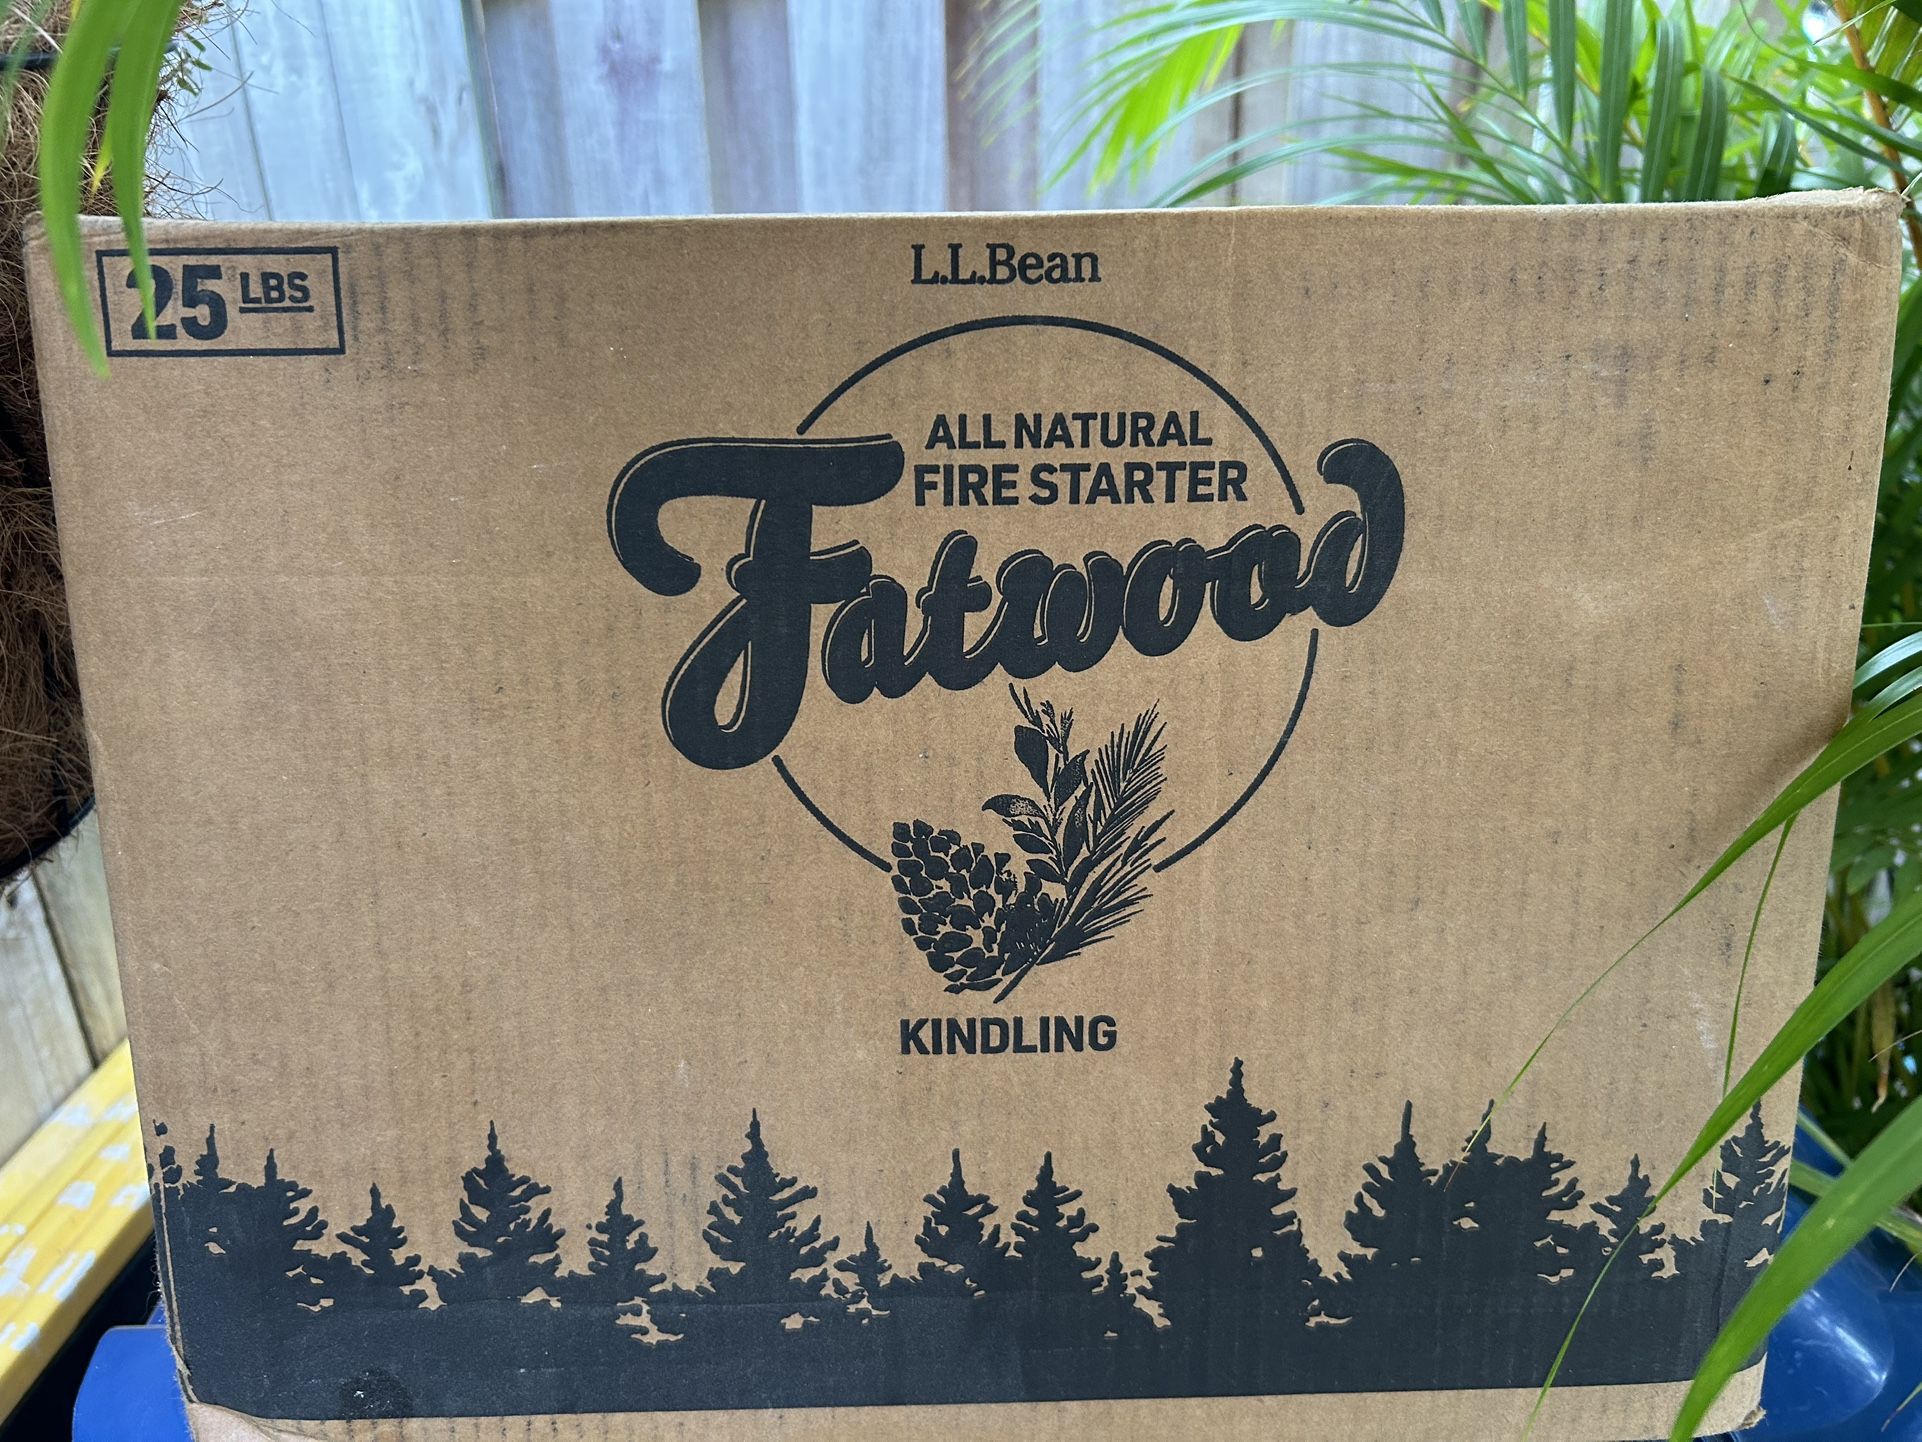 25 LBS
L.L.Bean
ALL NATURAL
FIRE STARTER
Fatwood
KINDLING